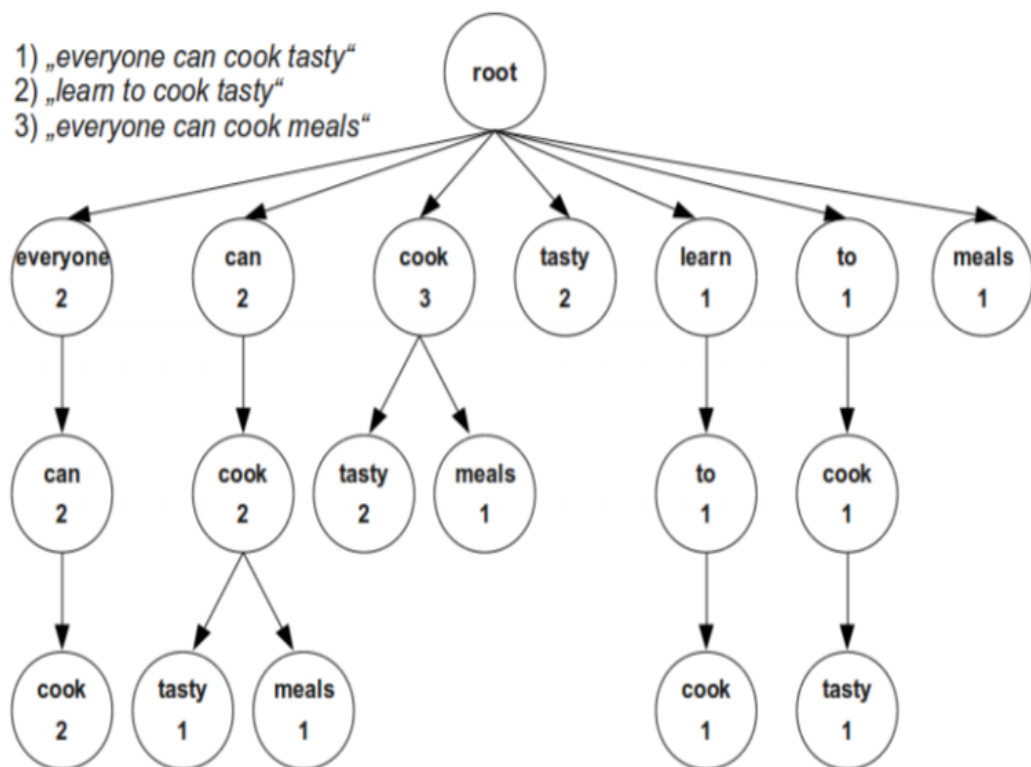 1) „everyone can cook tasty“
2) „learn to cook tasty“
3) „everyone can cook meals“
root
everyone
2
can
2
cook
3
tasty
2
learn
1
to
1
meals
1
can
2
cook
2
tasty
2
meals
1
to
1
cook
1
cook
2
tasty
1
meals
1
cook
1
tasty
1